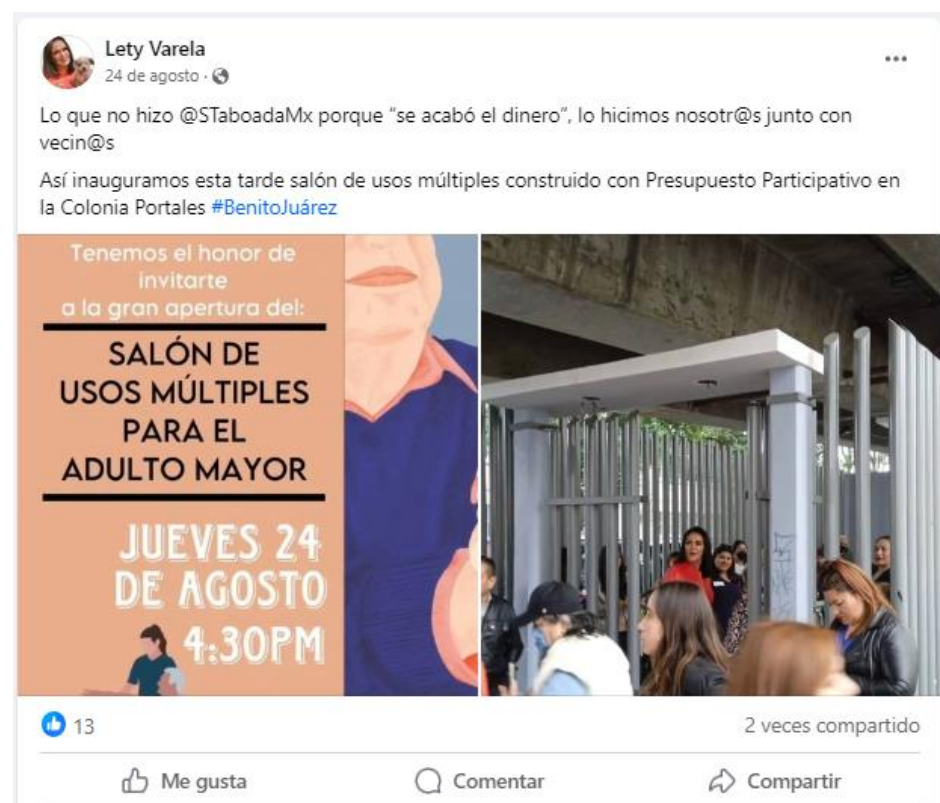 Lety Varela
24 de agosto ·
Lo que no hizo @STaboadaMx porque “se acabó el dinero”, lo hicimos nosotr@s junto con
vecin@s
Así inauguramos esta tarde salón de usos múltiples construido con Presupuesto Participativo en
la Colonia Portales #BenitoJuárez
Tenemos el honor de
invitarte
a la gran apertura del:
SALÓN DE
USOS MÚLTIPLES
PARA EL
ADULTO MAYOR
JUEVES 24
DE AGOSTO
4:30PM
13
2 veces compartido
Me gusta
Comentar
Compartir